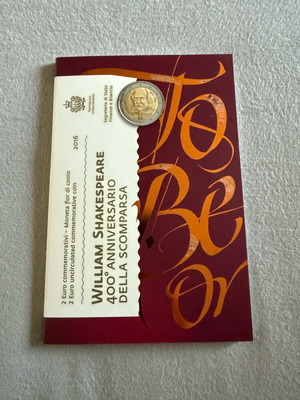 Segreteria di Stato
Finanze e Bilancio
2016
WILLIAM SHAKESPEARE
400° ANNIVERSARIO
DELLA SCOMPARSA
2 Euro commemorativi – Moneta fior di conio
2 Euro uncirculated commemorative coin
To
Be
or